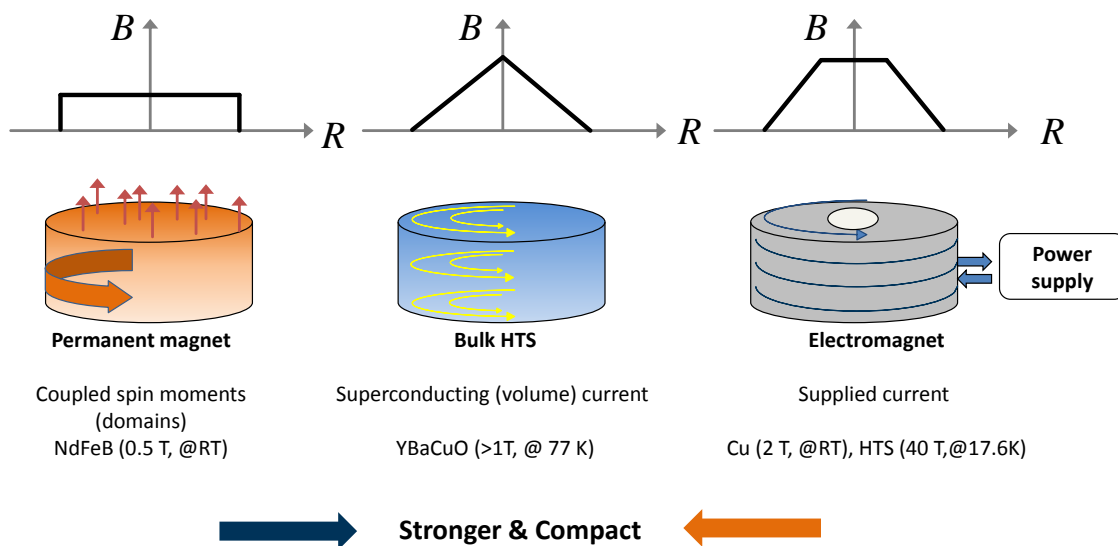 B
R
B
R
B
R
Power
supply
Permanent magnet
Bulk HTS
Electromagnet
Coupled spin moments
(domains)
NdFeB (0.5 T, @RT)
Superconducting (volume) current
YBaCuO (>1T, @ 77 K)
Supplied current
Cu (2 T, @RT), HTS (40 T,@17.6K)
Stronger & Compact